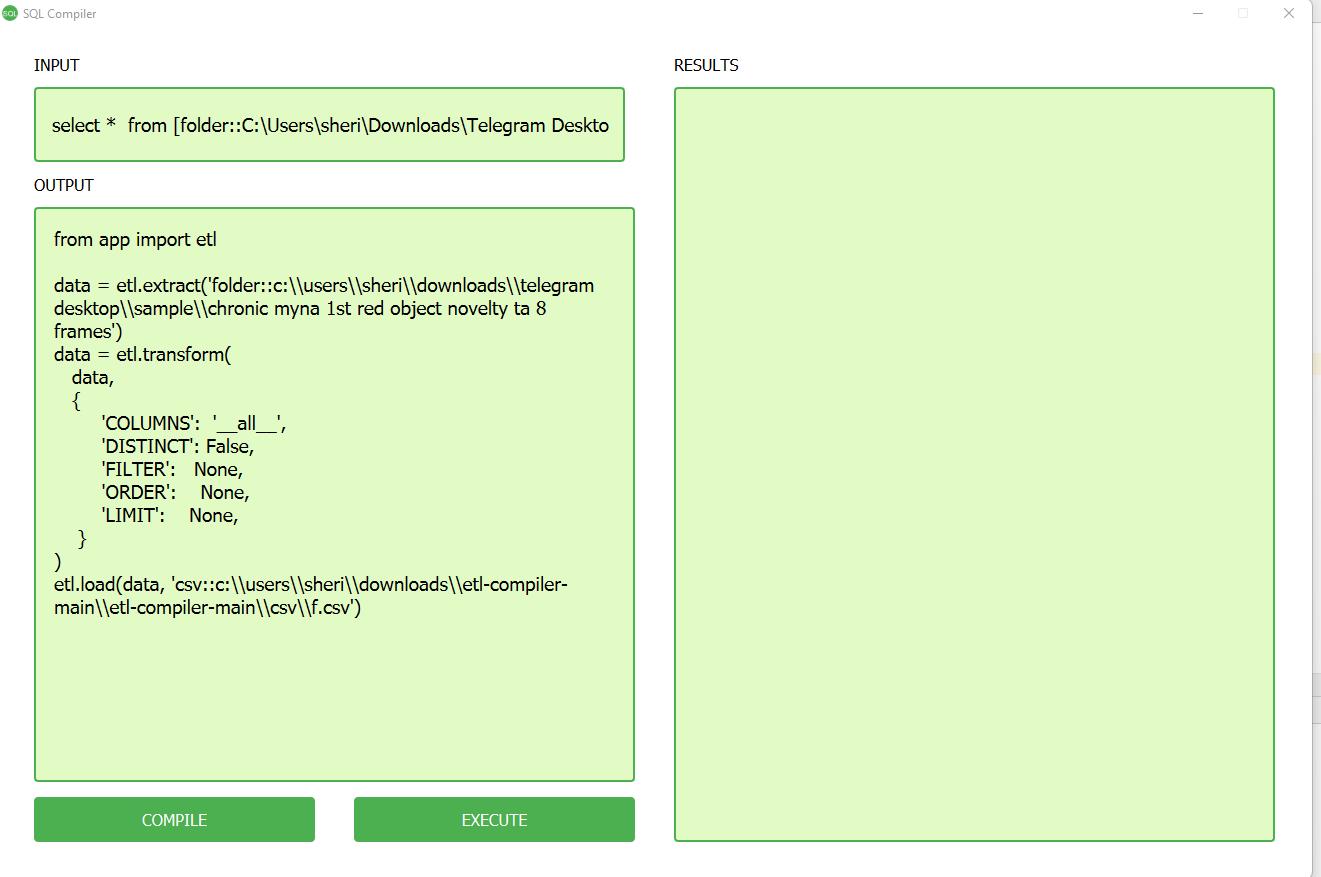 SQL SQL Compiler
INPUT
select *  from [folder::C:\Users\sheri\Downloads\Telegram Deskto
OUTPUT
from app import etl
data = etl.extract('folder::c:\\users\\sheri\\downloads\\telegram
desktop\\sample\\chronic myna 1st red object novelty ta 8
frames')
data = etl.transform(
data,
{
'COLUMNS':  '__all__',
'DISTINCT': False,
'FILTER':   None,
'ORDER':    None,
'LIMIT':    None,
}
)
etl.load(data, 'csv::c:\\users\\sheri\\downloads\\etl-compiler-
main\\etl-compiler-main\\csv\\f.csv')
COMPILE
EXECUTE
RESULTS